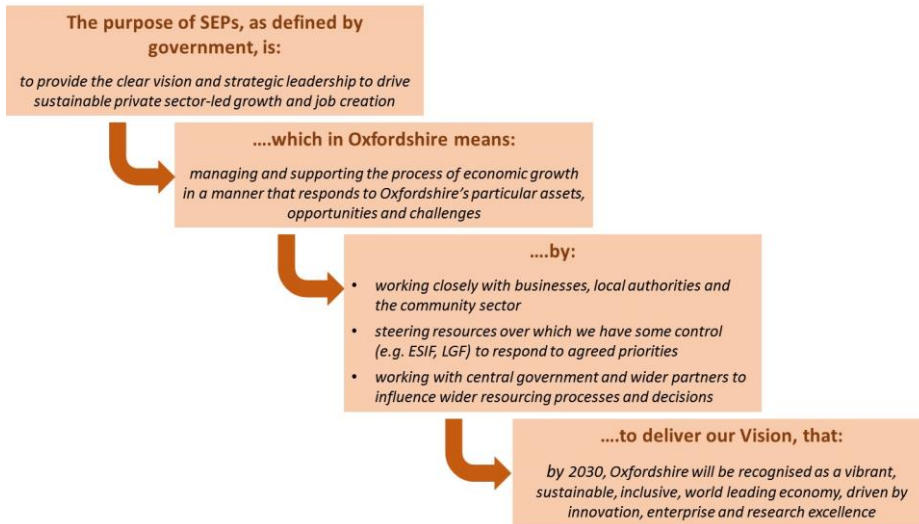 The purpose of SEPs, as defined by
government, is:
to provide the clear vision and strategic leadership to drive
sustainable private sector-led growth and job creation
....which in Oxfordshire means:
managing and supporting the process of economic growth
in a manner that responds to Oxfordshire’s particular assets,
opportunities and challenges
....by:
• working closely with businesses, local authorities and
the community sector
• steering resources over which we have some control
(e.g. ESIF, LGF) to respond to agreed priorities
• working with central government and wider partners to
influence wider resourcing processes and decisions
....to deliver our Vision, that:
by 2030, Oxfordshire will be recognised as a vibrant,
sustainable, inclusive, world leading economy, driven by
innovation, enterprise and research excellence